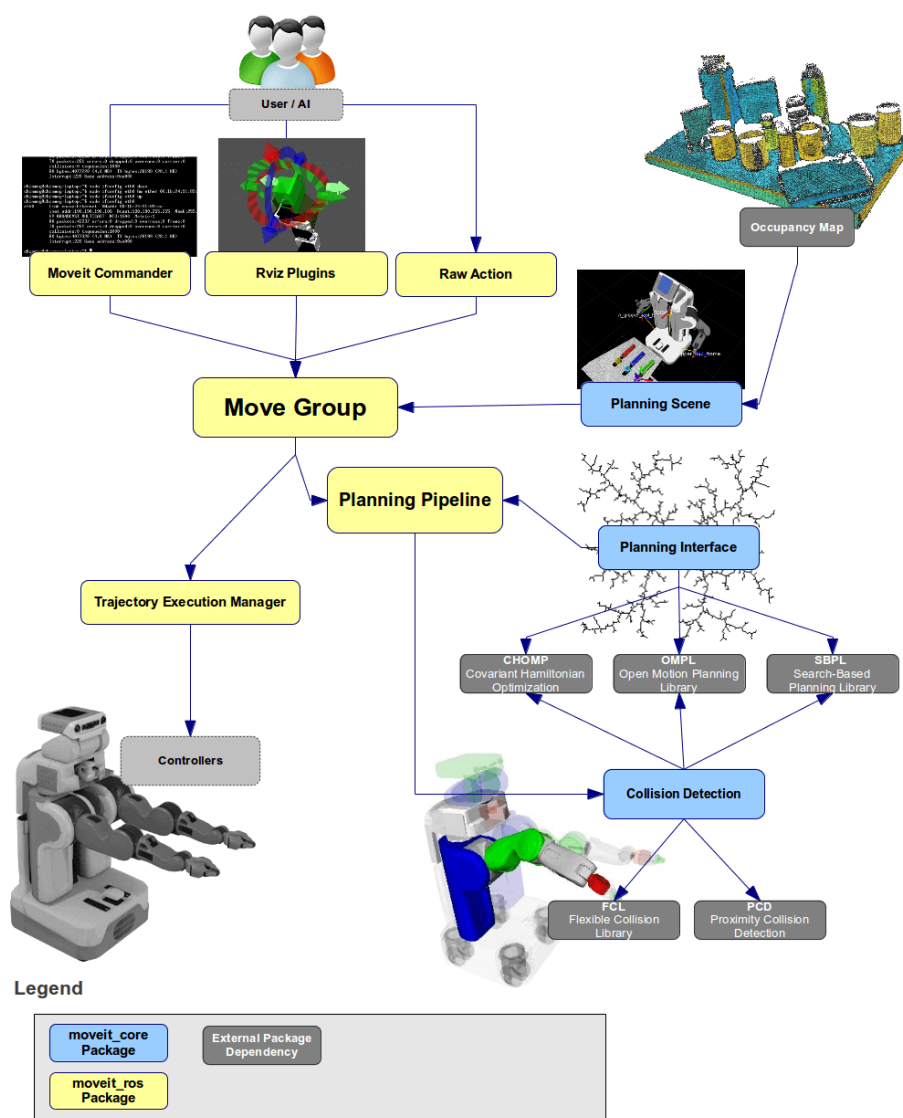 User / AI
Occupancy Map
Moveit Commander
Rviz Plugins
Raw Action
Move Group
Planning Scene
Planning Pipeline
Planning Interface
Trajectory Execution Manager
CHOMP
Covariant Hamiltonian
Optimization
OMPL
Open Motion Planning
Library
SBPL
Search-Based
Planning Library
Controllers
Collision Detection
FCL
Flexible Collision
Library
PCD
Proximity Collision
Detection
Legend
moveit_core
Package
External Package
Dependency
moveit_ros
Package